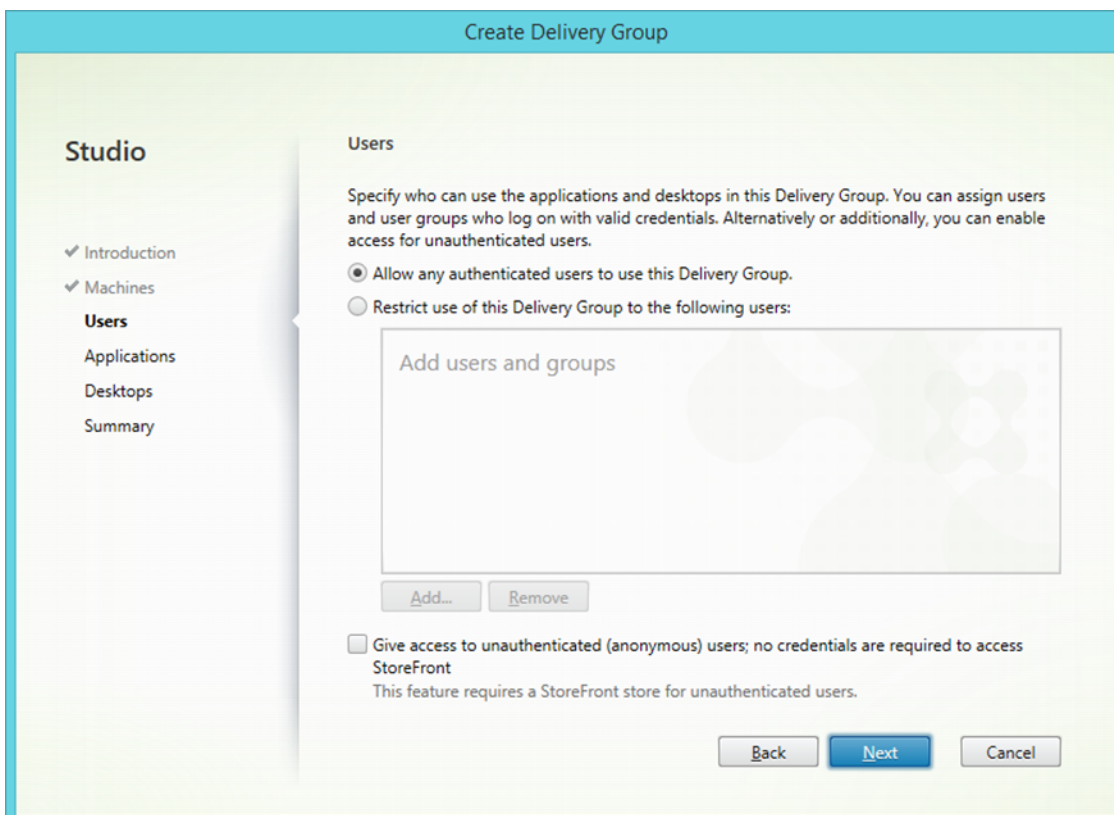 Create Delivery Group
Studio
Introduction
Machines
Users
Applications
Desktops
Summary
Users
Specify who can use the applications and desktops in this Delivery Group. You can assign users
and user groups who log on with valid credentials. Alternatively or additionally, you can enable
access for unauthenticated users.
Allow any authenticated users to use this Delivery Group.
Restrict use of this Delivery Group to the following users:
Add users and groups
Add...
Remove
Give access to unauthenticated (anonymous) users; no credentials are required to access
StoreFront
This feature requires a StoreFront store for unauthenticated users.
Back
Next
Cancel